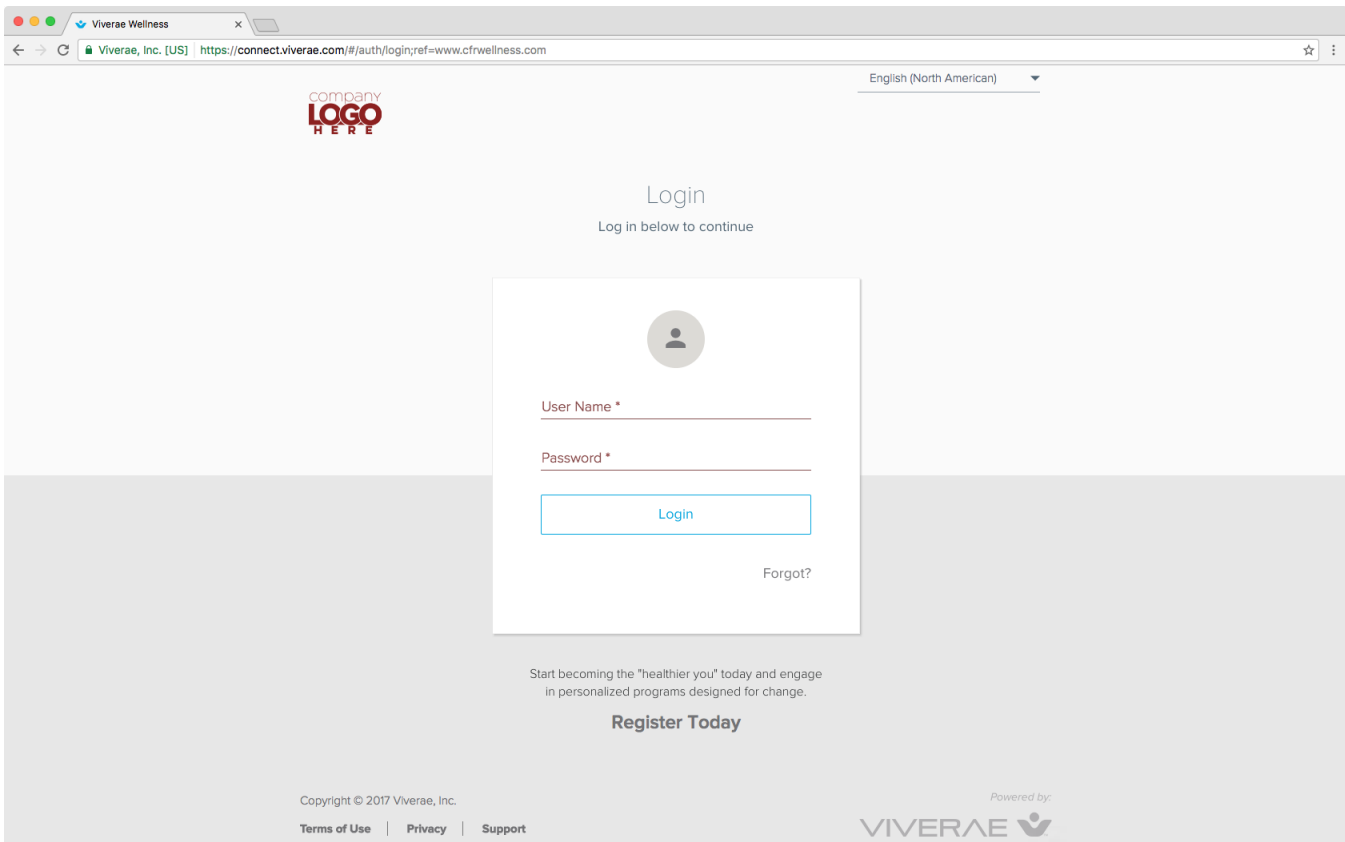 Viverae Wellness
Viverae, Inc. [US] https://connect.viverae.com/#/auth/login;ref=www.cfrwellness.com
English (North American)
company
LOGO
HERE
Login
Log in below to continue
User Name *
Password *
Login
Forgot?
Start becoming the "healthier you" today and engage
in personalized programs designed for change.
Register Today
Copyright © 2017 Viverae, Inc.
Powered by:
Terms of Use | Privacy | Support
VIVERAE